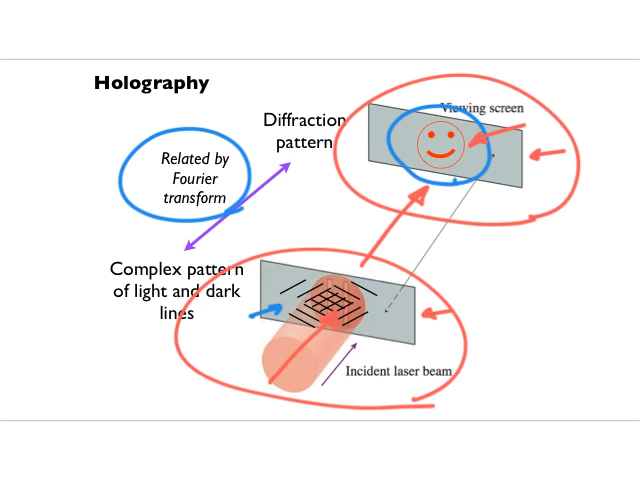 Holography
Viewing screen
Diffraction
pattern
Related by
Fourier
transform
Complex pattern
of light and dark
lines
Incident laser beam